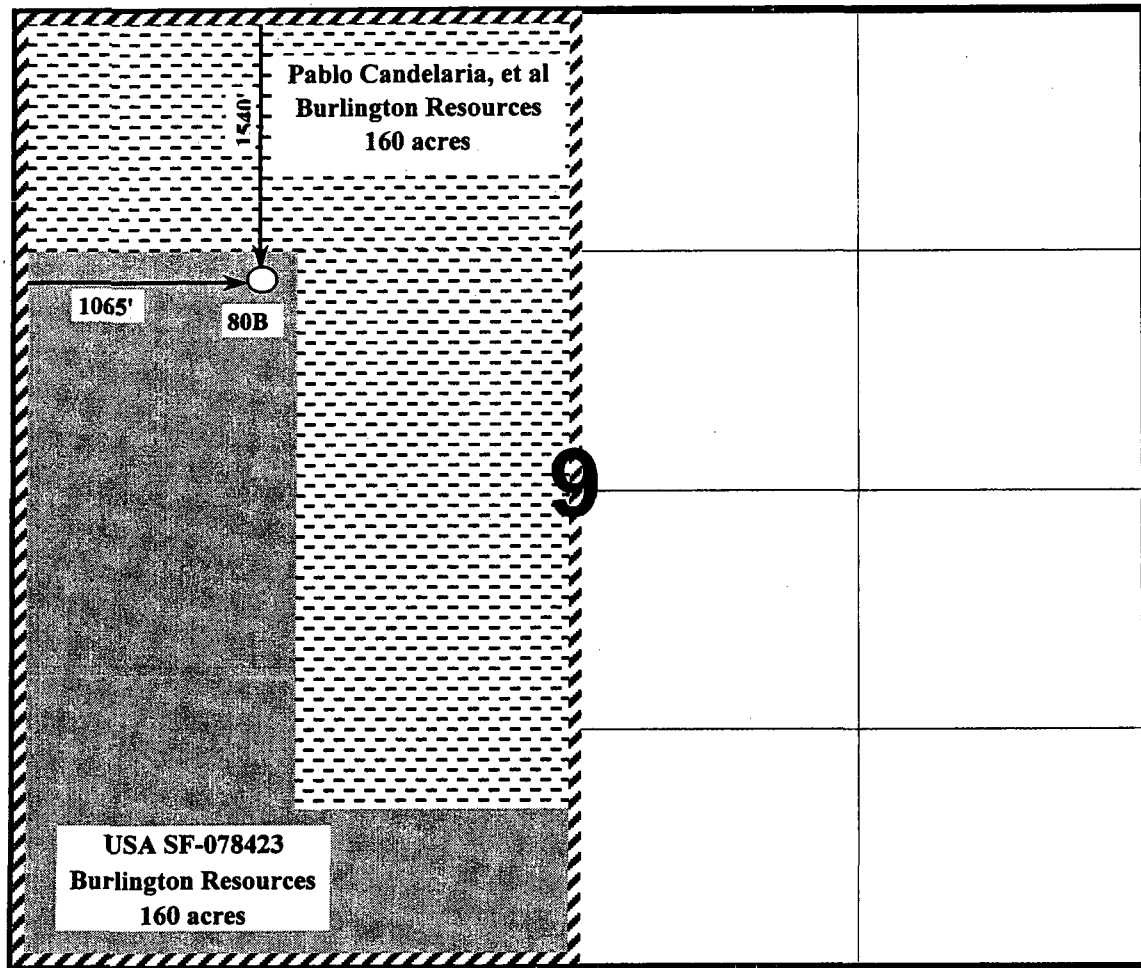 Pablo Candelaria, et al
Burlington Resources
160 acres
1540'
1065'
80B
9
USA SF-078423
Burlington Resources
160 acres